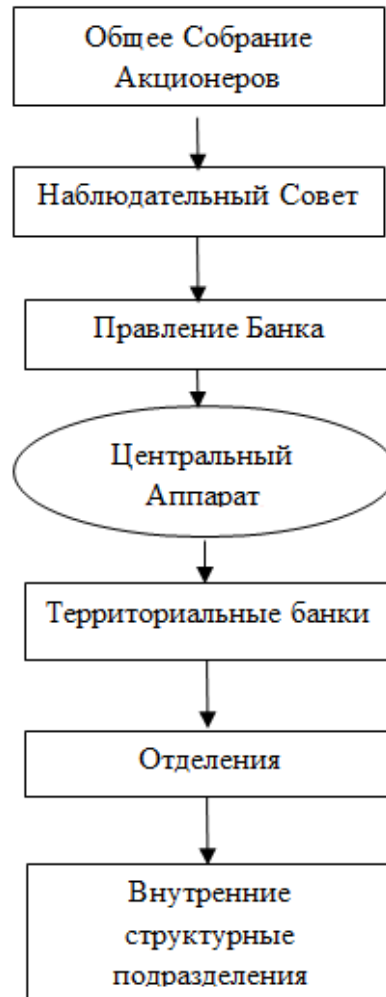 Общее Собрание
Акционеров
Наблюдательный Совет
Правление Банка
Центральный
Аппарат
Территориальные банки
Отделения
Внутренние
структурные
подразделения